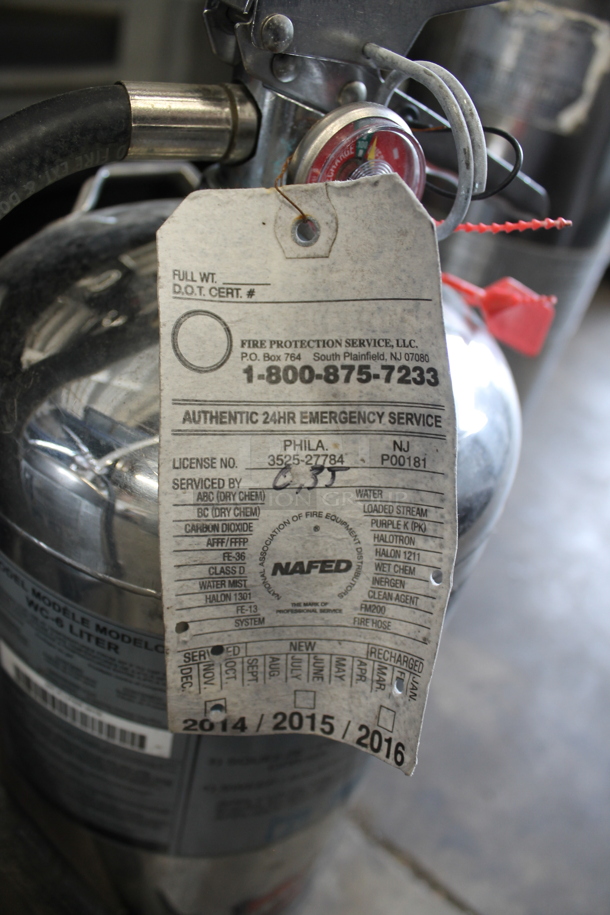 FULL WT.
D.O.T. CERT. #
FIRE PROTECTION SERVICE, LLC.
P.O. Box 764 South Plainfield, NJ 07080
1-800-875-7233
AUTHENTIC 24HR EMERGENCY SERVICE
PHILA. NJ
LICENSE NO. 3525-27784 P00181
SERVICED BY
ABC (DRY CHEM) WATER
BC (DRY CHEM) LOADED STREAM
CARBON DIOXIDE PURPLE K (PK)
AFFF/FFFP HALOTRON
FE-36 HALON 1211
CLASS D WET CHEM
WATER MIST INERGEN
HALON 1301 CLEAN AGENT
FE-13 FM200
SYSTEM FIRE HOSE
NATIONAL ASSOCIATION OF FIRE EQUIPMENT DISTRIBUTORS
NAFED
THE MARK OF
PROFESSIONAL SERVICE
NEW RECHARGED
DEC. NOV. OCT. SEPT. AUG. JULY JUNE MAY APR. MAR. JAN.
2014 / 2015 / 2016
MODÈLE MODELO
WC-6 LITER